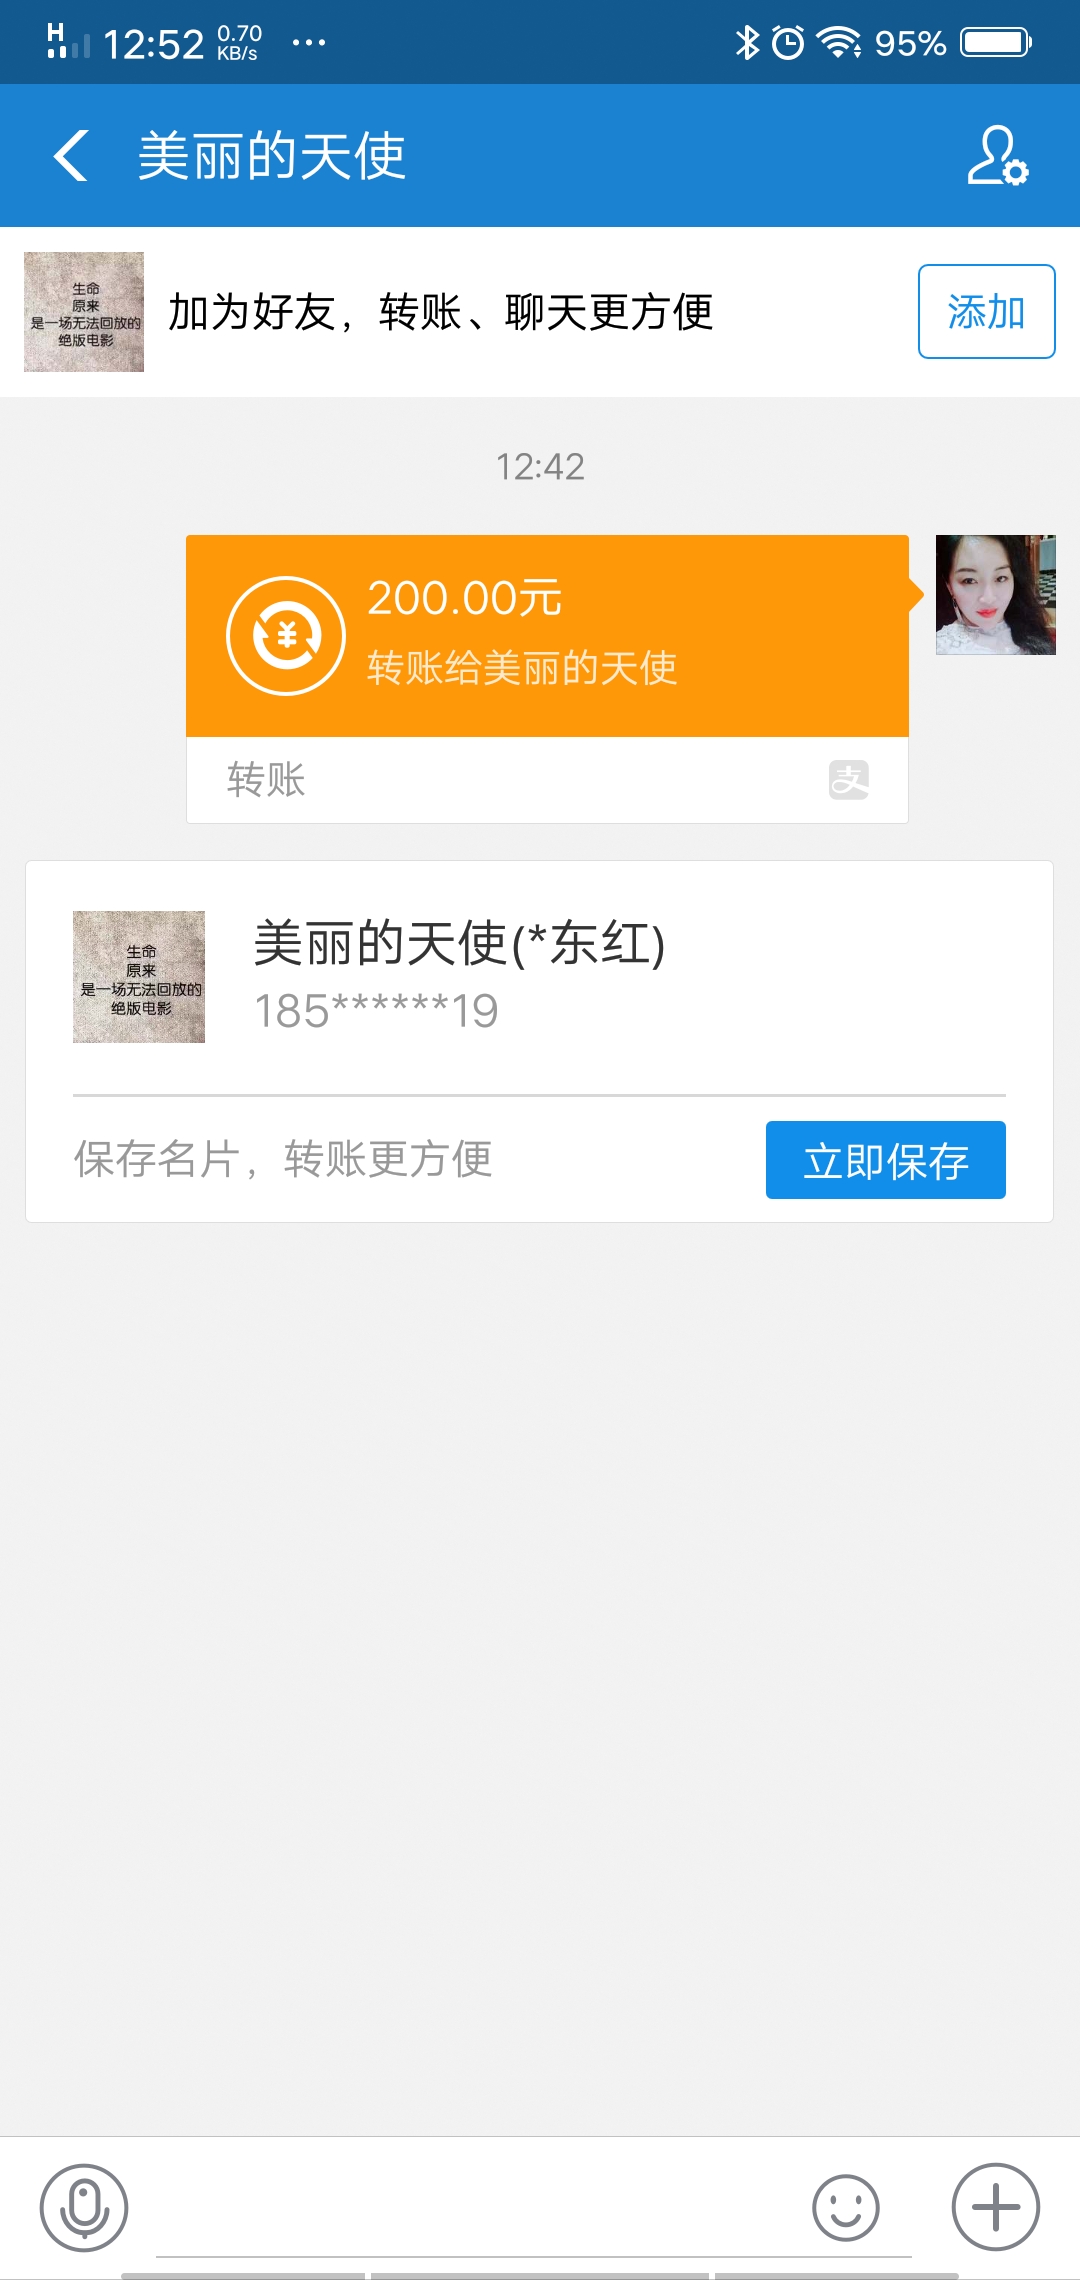 H 12:52 0.70 KB/s ... 95%
美丽的天使
生命
原来
是一场无法回放的
绝版电影
加为好友，转账、聊天更方便
添加
12:42
¥
200.00元
转账给美丽的天使
转账
支
生命
原来
是一场无法回放的
绝版电影
美丽的天使(*东红)
185******19
保存名片，转账更方便
立即保存